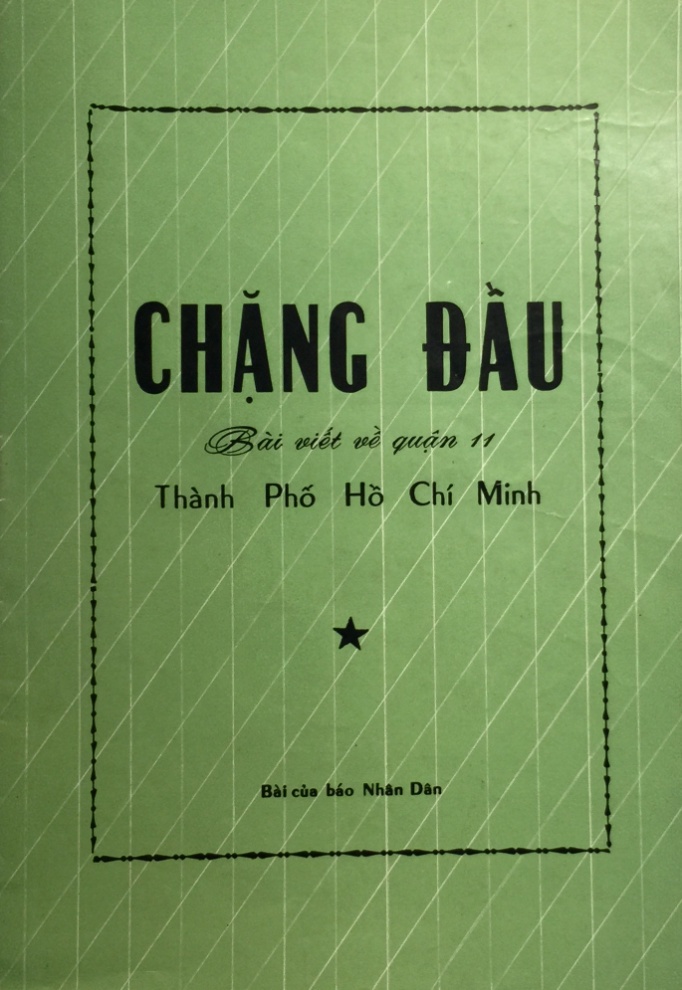 CHẶNG ĐẦU
Bài viết về quận 11
Thành Phố Hồ Chí Minh
Bài của báo Nhân Dân